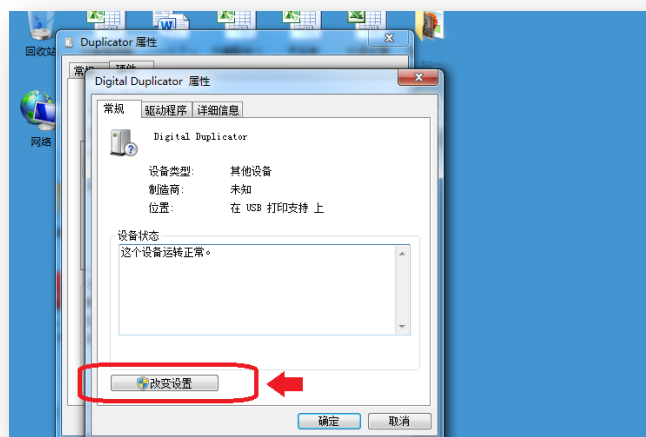 回收站
Duplicator 属性
Digital Duplicator 属性
常规 驱动程序 详细信息
网络
Digital Duplicator
设备类型: 其他设备
制造商: 未知
位置: 在 USB 打印支持 上
设备状态
这个设备运转正常。
改变设置
确定 取消